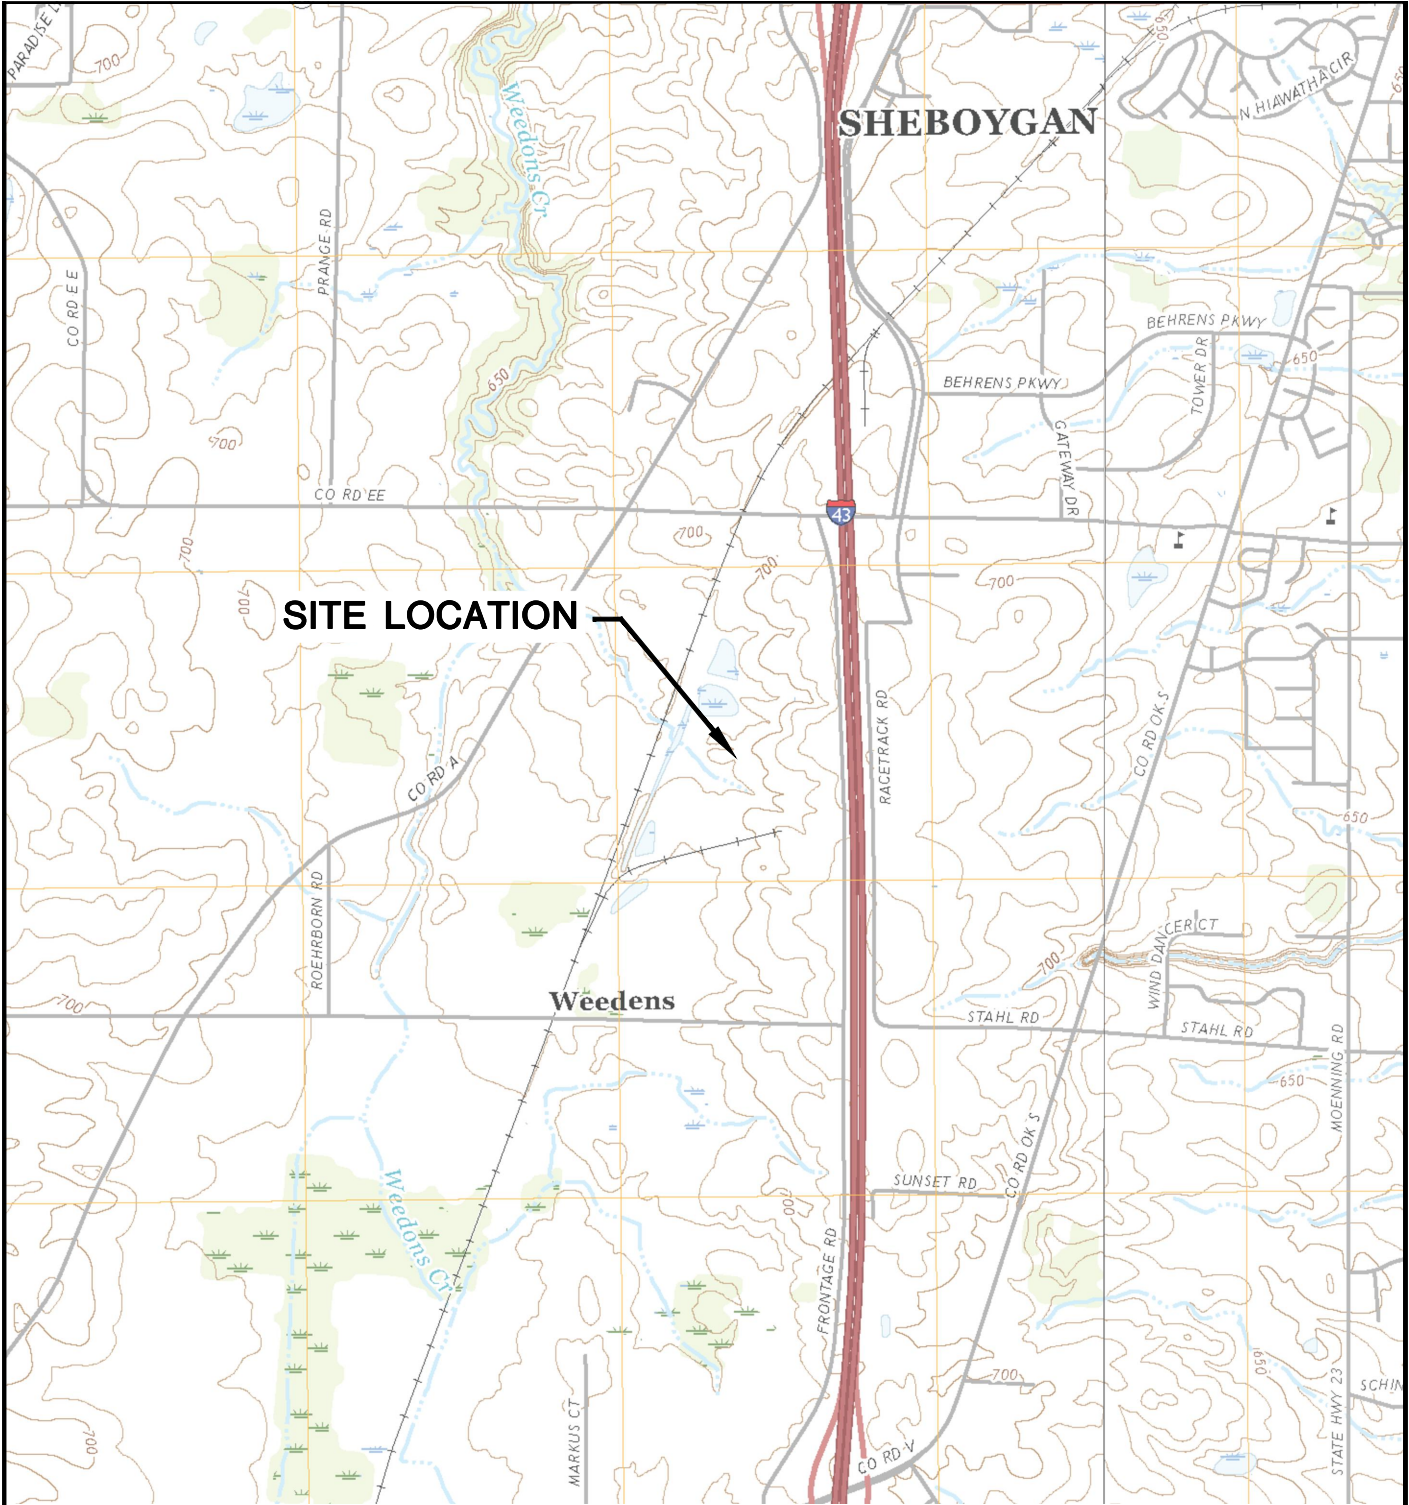 PARADISE L
700
Weedons Cr
SHEBOYGAN
650
N HIAWATHA CIR
650
CO RD E E
PRANGE RD
BEHRENS PKWY
650
TOWER DR
BEHRENS PKWY
650
GATEWAY DR
700
CO RD EE
43
700
700
700
700
700
SITE LOCATION
RACETRACK RD
CO RD OK S
CO RD A
650
ROEHRBORN RD
WIND DANCER CT
700
700
Weedens
STAHL RD
STAHL RD
MOENNING RD
650
CO RD OK S
SUNSET RD
Weedons Cr
700
FRONTAGE RD
650
700
SCHIN
STATE HWY 23
MARKUS CT
700
CO RD V